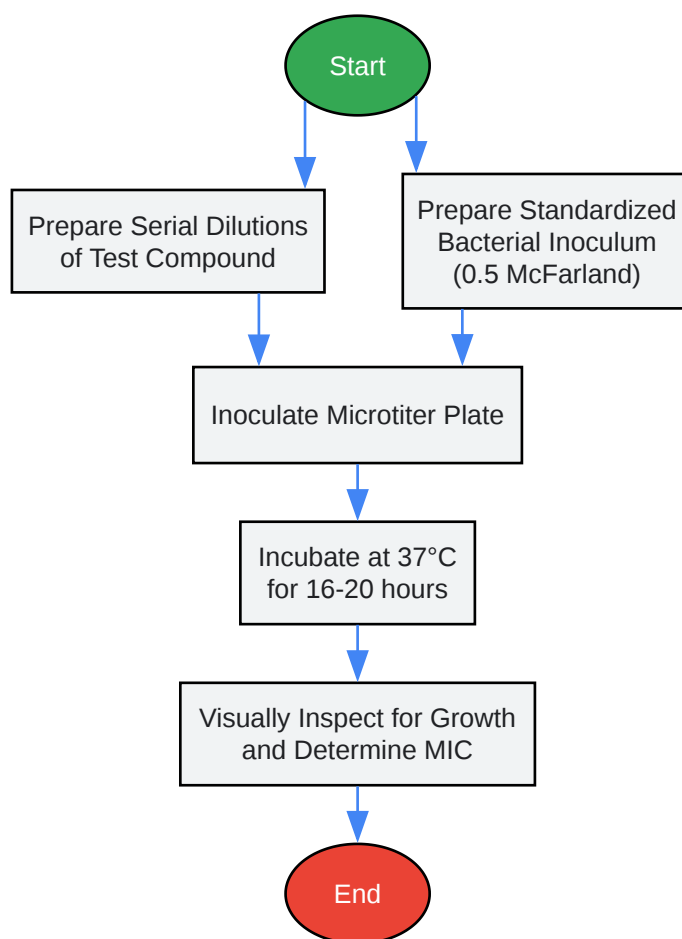 Start
Prepare Serial Dilutions
of Test Compound
Prepare Standardized
Bacterial Inoculum
(0.5 McFarland)
Inoculate Microtiter Plate
Incubate at 37°C
for 16-20 hours
Visually Inspect for Growth
and Determine MIC
End